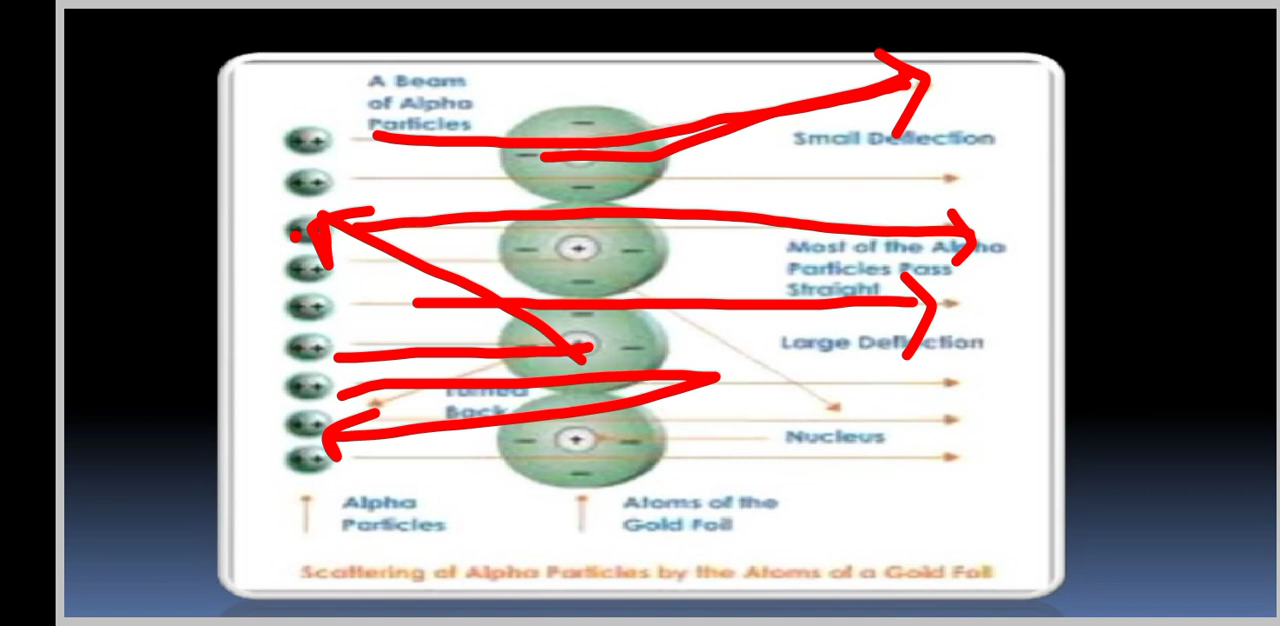 A Beam
of Alpha
Particles
Small Deflection
Most of the Alpha
Particles Pass
Straight
Large Deflection
Turned
Back
Nucleus
Alpha
Particles
Atoms of the
Gold Foil
Scattering of Alpha Particles by the Atoms of a Gold Foil